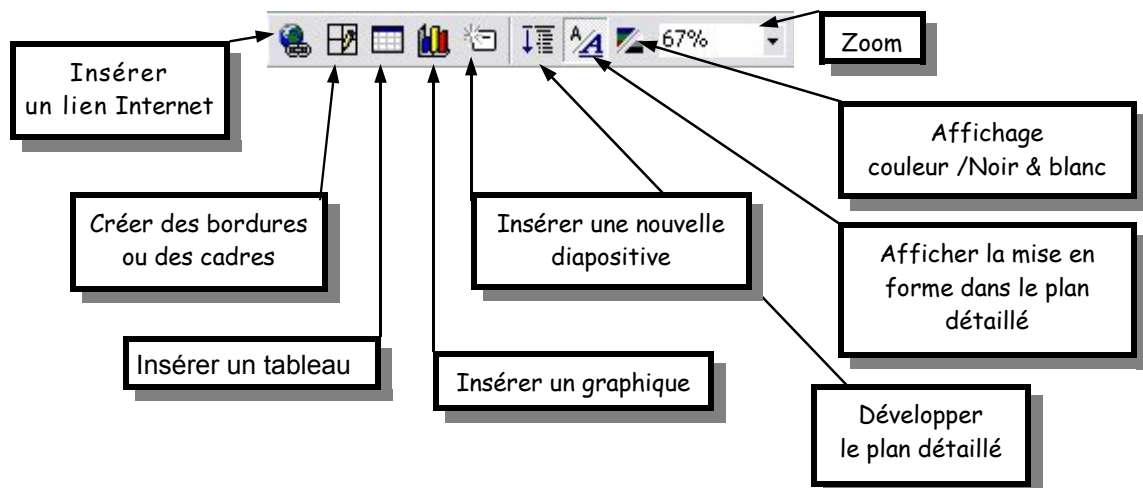 67%
Zoom
Insérer
un lien Internet
Affichage
couleur /Noir & blanc
Créer des bordures
ou des cadres
Insérer une nouvelle
diapositive
Afficher la mise en
forme dans le plan
détaillé
Insérer un tableau
Insérer un graphique
Développer
le plan détaillé